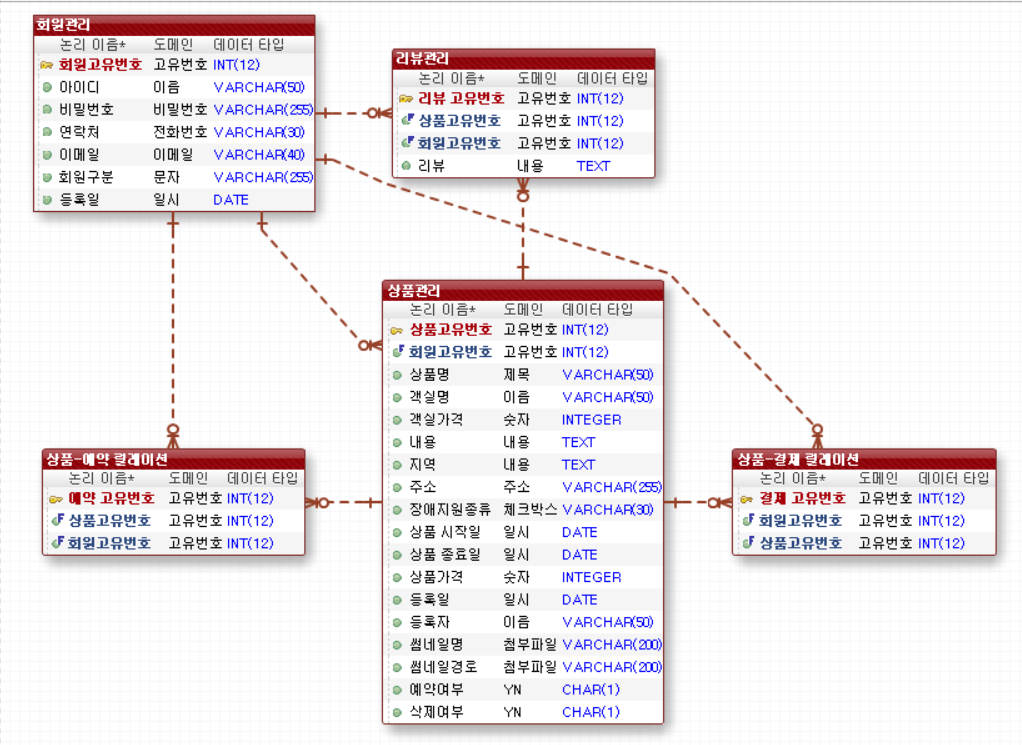 회원관리
논리 이름* 도메인 데이터 타입
회원고유번호 고유번호 INT(12)
아이디 이름 VARCHAR(50)
비밀번호 비밀번호 VARCHAR(255)
연락처 전화번호 VARCHAR(30)
이메일 이메일 VARCHAR(40)
회원구분 문자 VARCHAR(255)
등록일 일시 DATE
리뷰관리
논리 이름* 도메인 데이터 타입
리뷰 고유번호 고유번호 INT(12)
상품고유번호 고유번호 INT(12)
회원고유번호 고유번호 INT(12)
리뷰 내용 TEXT
상품관리
논리 이름* 도메인 데이터 타입
상품고유번호 고유번호 INT(12)
회원고유번호 고유번호 INT(12)
상품명 제목 VARCHAR(50)
객실명 이름 VARCHAR(50)
객실가격 숫자 INTEGER
내용 내용 TEXT
지역 내용 TEXT
주소 주소 VARCHAR(255)
장애지원종류 체크박스 VARCHAR(30)
상품 시작일 일시 DATE
상품 종료일 일시 DATE
상품가격 숫자 INTEGER
등록일 일시 DATE
등록자 이름 VARCHAR(50)
썸네일명 첨부파일 VARCHAR(200)
썸네일경로 첨부파일 VARCHAR(200)
예약여부 YN CHAR(1)
삭제여부 YN CHAR(1)
상품-예약 릴레이션
논리 이름* 도메인 데이터 타입
예약 고유번호 고유번호 INT(12)
상품고유번호 고유번호 INT(12)
회원고유번호 고유번호 INT(12)
상품-결제 릴레이션
논리 이름* 도메인 데이터 타입
결제 고유번호 고유번호 INT(12)
회원고유번호 고유번호 INT(12)
상품고유번호 고유번호 INT(12)